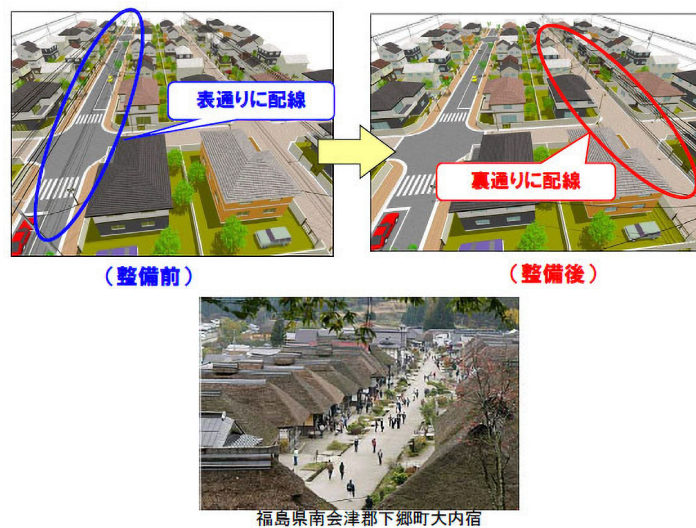 表通りに配線
裏通りに配線
（整備前）
（整備後）
福島県南会津郡下郷町大内宿